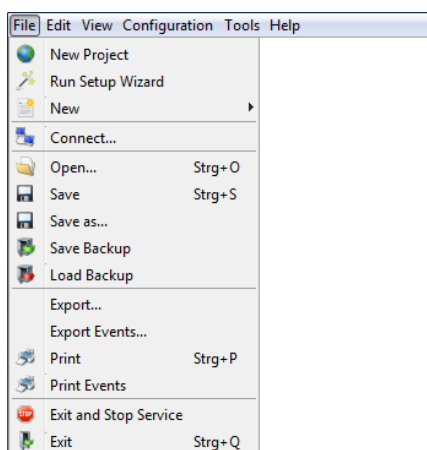 File Edit View Configuration Tools Help
New Project
Run Setup Wizard
New
Connect...
Open... Strg+O
Save Strg+S
Save as...
Save Backup
Load Backup
Export...
Export Events...
Print Strg+P
Print Events
STOP Exit and Stop Service
Exit Strg+Q